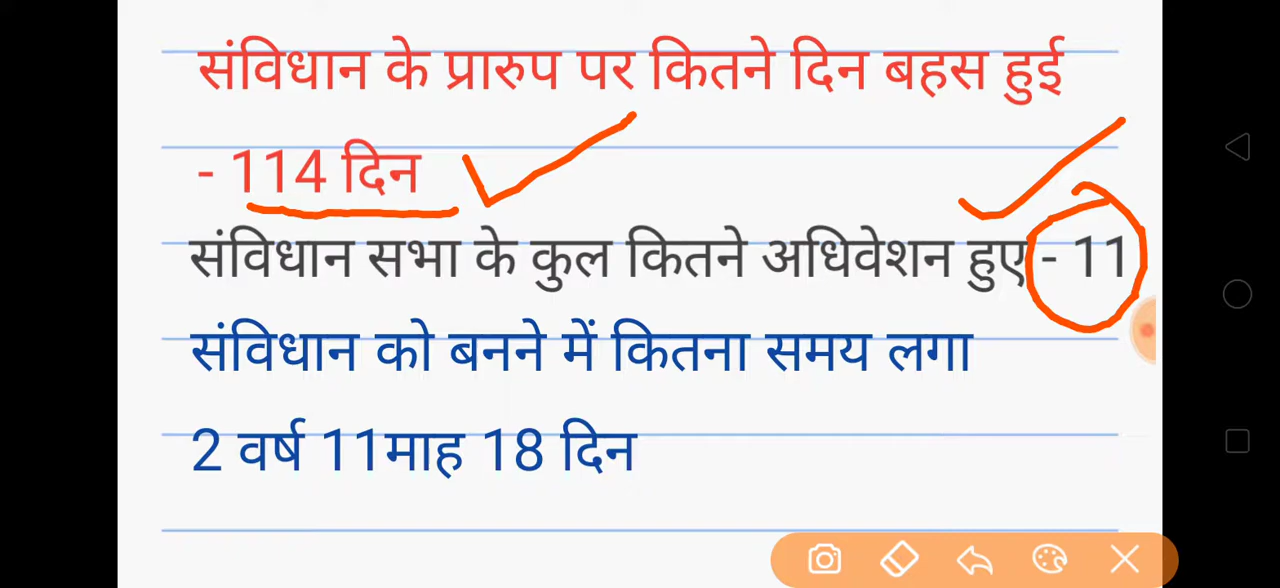 संविधान के प्रारुप पर कितने दिन बहस हुई
- 114 दिन
संविधान सभा के कुल कितने अधिवेशन हुए - 11
संविधान को बनने में कितना समय लगा
2 वर्ष 11माह 18 दिन